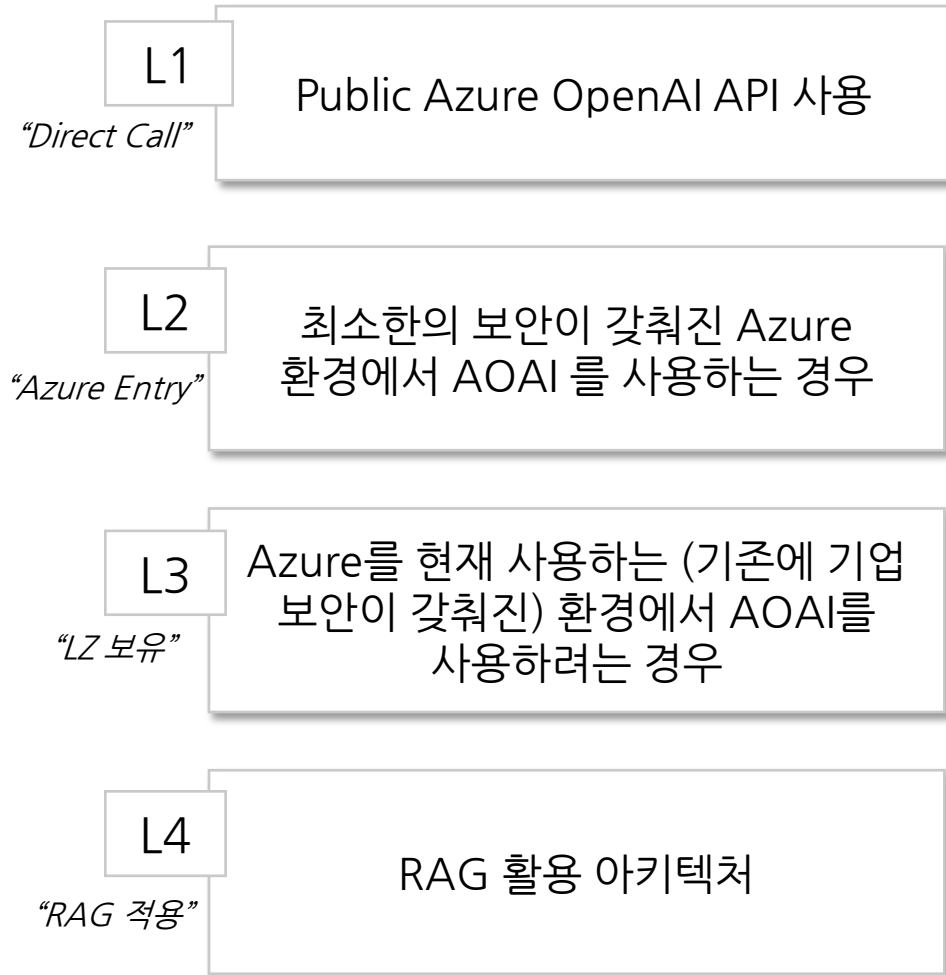 L1
Public Azure OpenAI API 사용
“Direct Call”
L2
최소한의 보안이 갖춰진 Azure
환경에서 AOAI 를 사용하는 경우
“Azure Entry”
L3
Azure를 현재 사용하는 (기존에 기업
보안이 갖춰진) 환경에서 AOAI를
사용하려는 경우
“LZ 보유”
L4
RAG 활용 아키텍처
“RAG 적용”